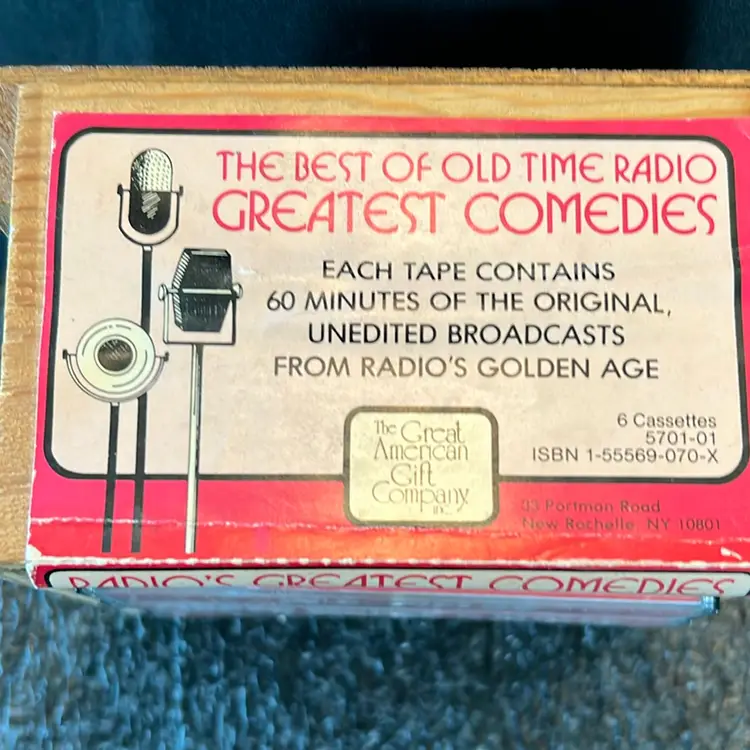 THE BEST OF OLD TIME RADIO
GREATEST COMEDIES
EACH TAPE CONTAINS
60 MINUTES OF THE ORIGINAL,
UNEDITED BROADCASTS
FROM RADIO'S GOLDEN AGE
6 Cassettes
5701-01
ISBN 1-55569-070-X
The Great
American
Gift
Company
INC.
33 Portman Road
New Rochelle, NY 10801
RADIO'S GREATEST COMEDIES